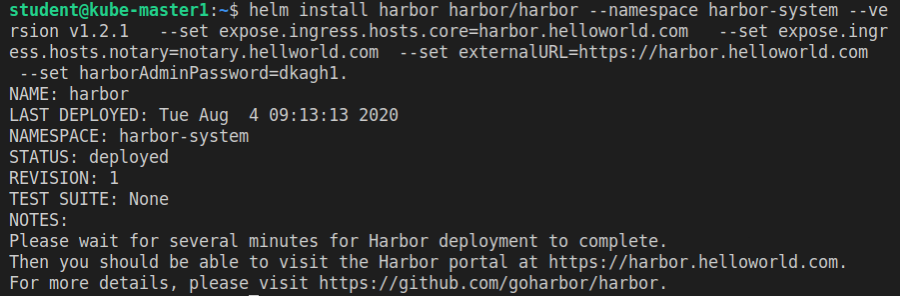 student@kube-master1:~$ helm install harbor harbor/harbor --namespace harbor-system --ve
rsion v1.2.1   --set expose.ingress.hosts.core=harbor.helloworld.com   --set expose.ingr
ess.hosts.notary=notary.hellworld.com  --set externalURL=https://harbor.helloworld.com
 --set harborAdminPassword=dkagh1.
NAME: harbor
LAST DEPLOYED: Tue Aug  4 09:13:13 2020
NAMESPACE: harbor-system
STATUS: deployed
REVISION: 1
TEST SUITE: None
NOTES:
Please wait for several minutes for Harbor deployment to complete.
Then you should be able to visit the Harbor portal at https://harbor.helloworld.com.
For more details, please visit https://github.com/goharbor/harbor.